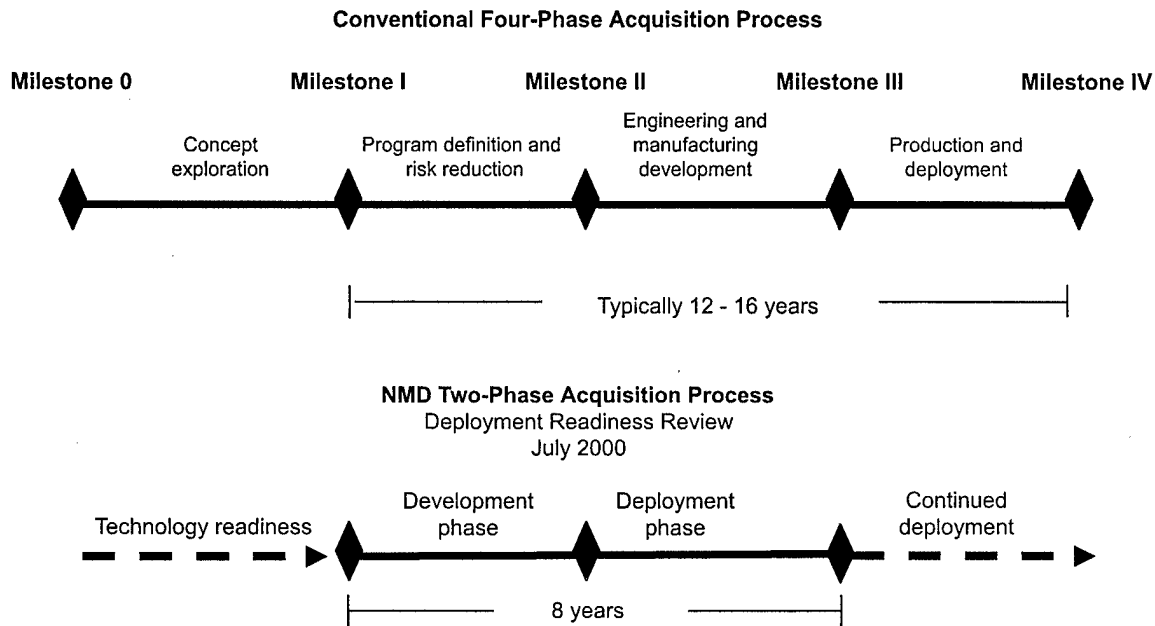 Conventional Four-Phase Acquisition Process
Milestone 0 Milestone I Milestone II Milestone III Milestone IV
Concept
exploration
Program definition and
risk reduction
Engineering and
manufacturing
development
Production and
deployment
Typically 12 - 16 years
NMD Two-Phase Acquisition Process
Deployment Readiness Review
July 2000
Technology readiness
Development
phase
Deployment
phase
Continued
deployment
8 years